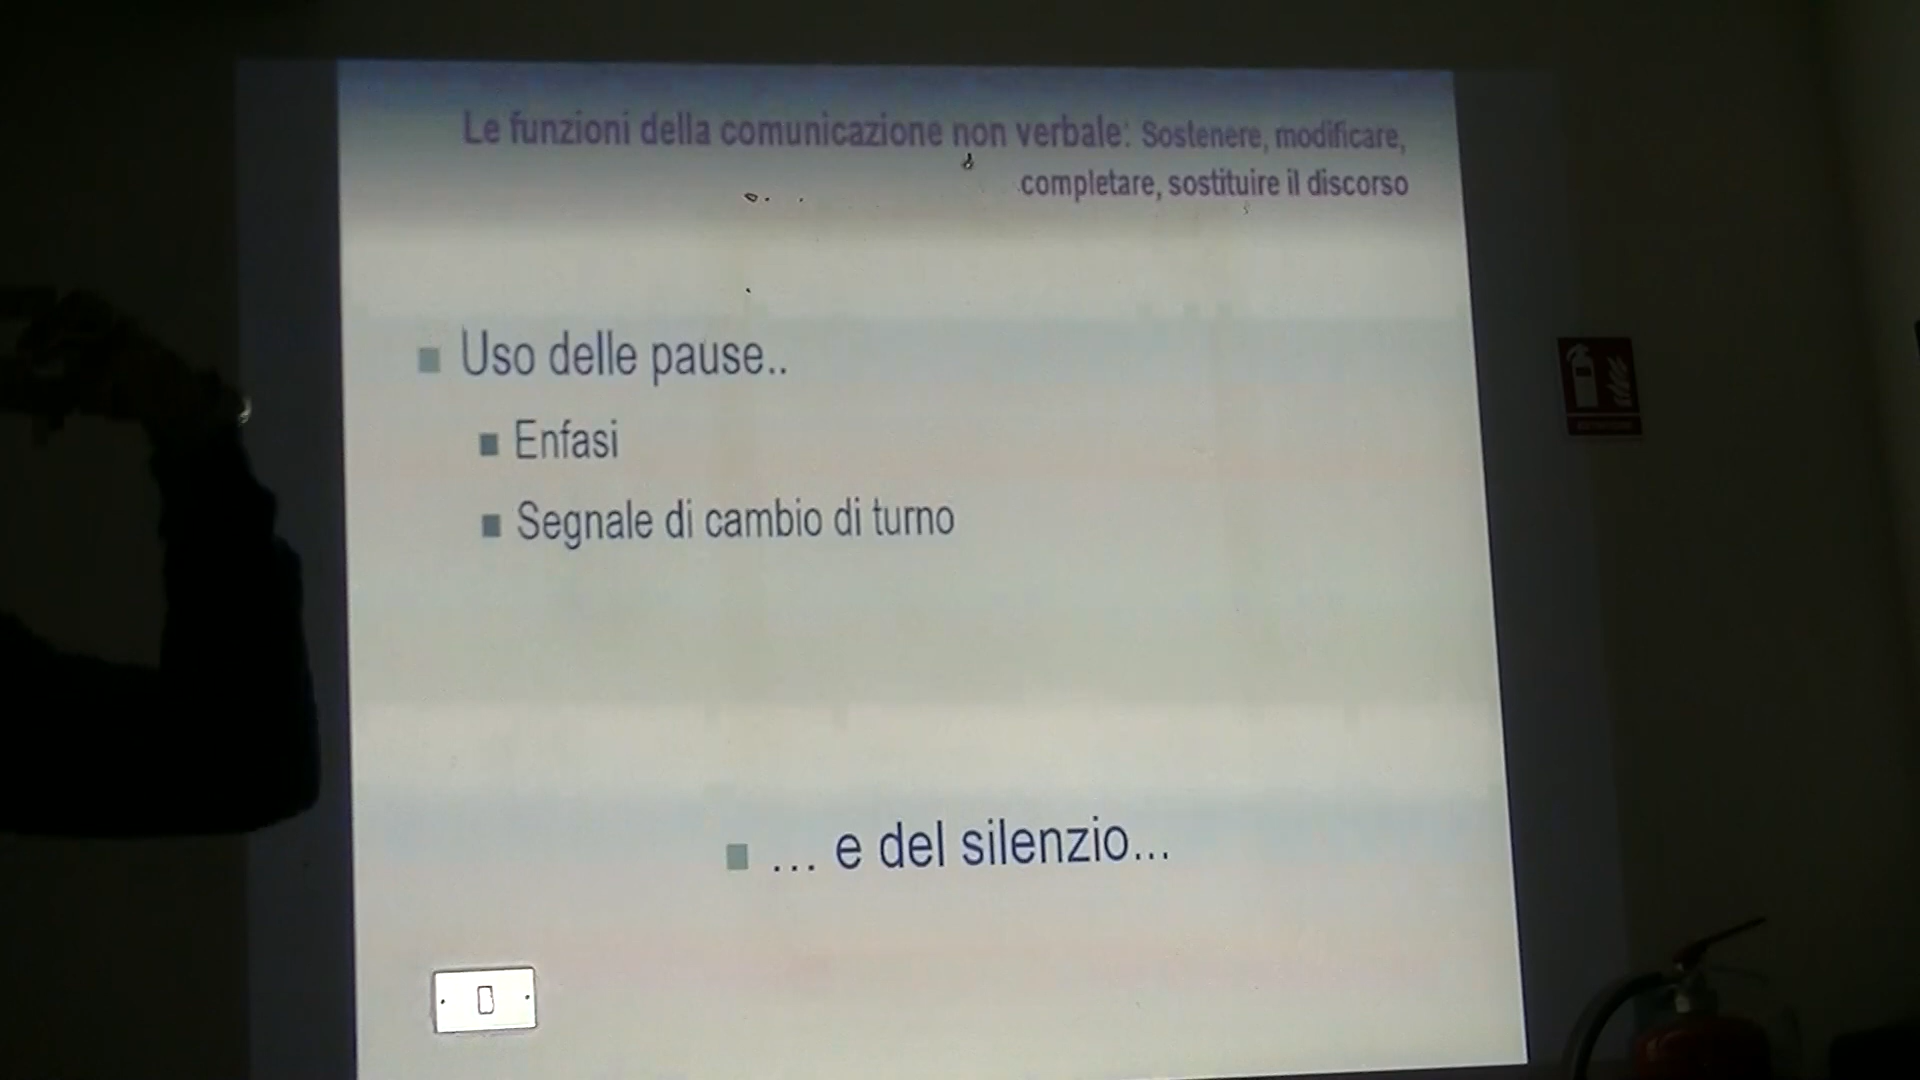 Le funzioni della comunicazione non verbale: Sostenere, modificare,
completare, sostituire il discorso
Uso delle pause..
Enfasi
Segnale di cambio di turno
... e del silenzio...